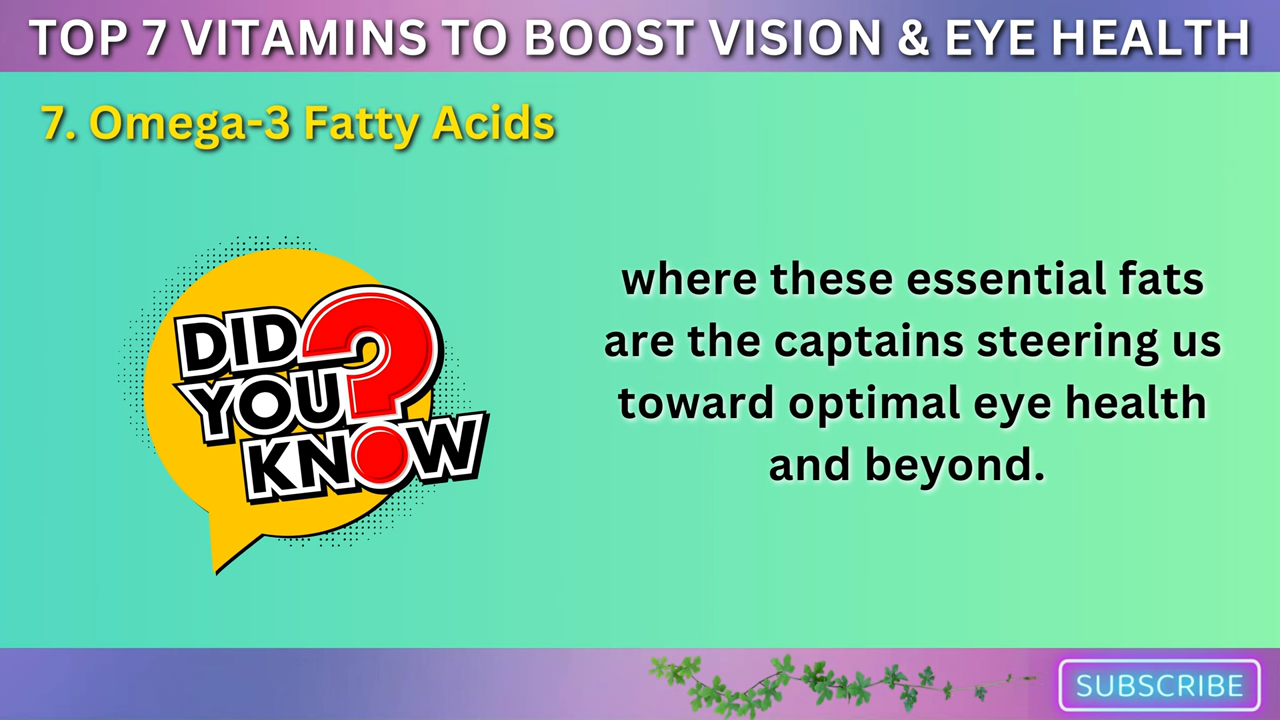 TOP 7 VITAMINS TO BOOST VISION & EYE HEALTH
7. Omega-3 Fatty Acids
DID
YOU
KNOW
?
where these essential fats
are the captains steering us
toward optimal eye health
and beyond.
SUBSCRIBE